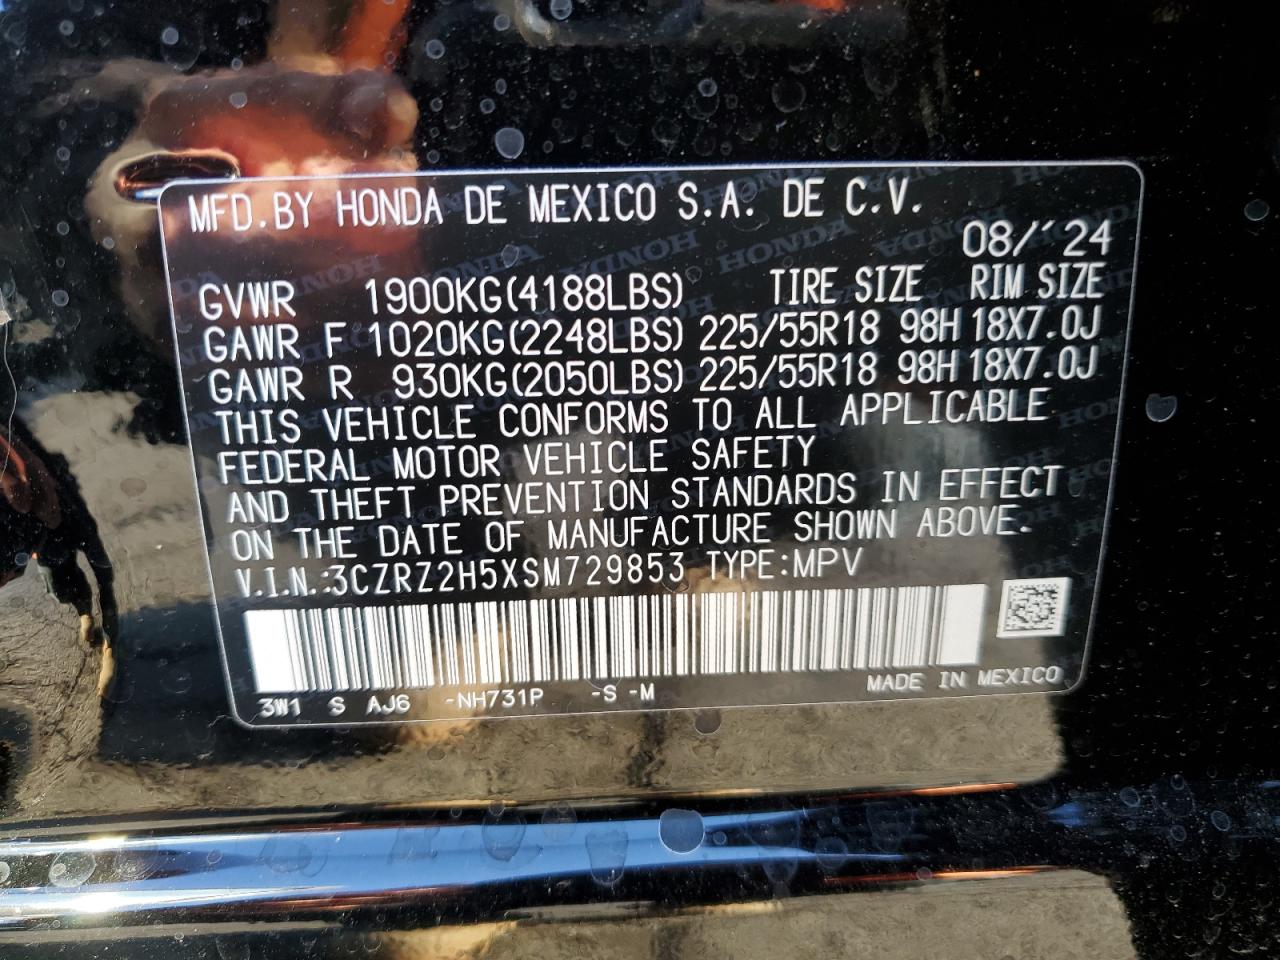 MFD.BY HONDA DE MEXICO S.A. DE C.V.
08/´24
GVWR 1900KG(4188LBS) TIRE SIZE RIM SIZE
GAWR F 1020KG(2248LBS) 225/55R18 98H 18X7.0J
GAWR R 930KG(2050LBS) 225/55R18 98H 18X7.0J
THIS VEHICLE CONFORMS TO ALL APPLICABLE
FEDERAL MOTOR VEHICLE SAFETY
AND THEFT PREVENTION STANDARDS IN EFFECT
ON THE DATE OF MANUFACTURE SHOWN ABOVE.
V.I.N.:3CZRZ2H5XSM729853 TYPE:MPV
3W1 S AJ6 -NH731P -S -M MADE IN MEXICO